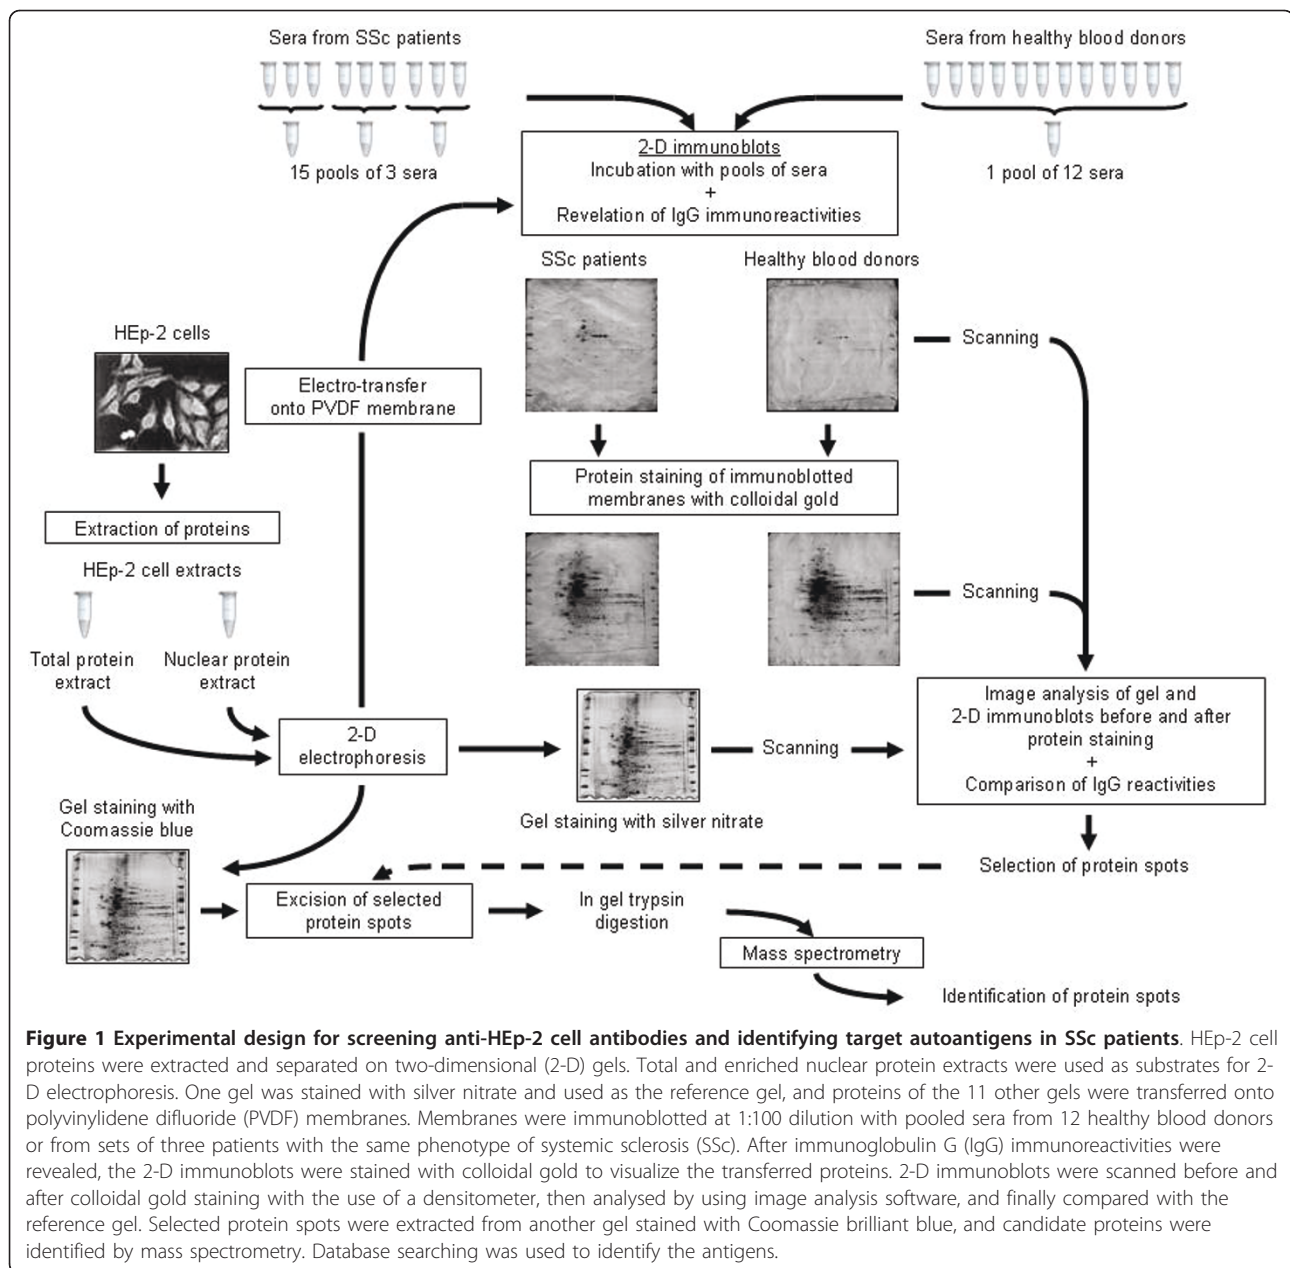 Sera from SSc patients
Sera from healthy blood donors
15 pools of 3 sera
1 pool of 12 sera
2-D immunoblots
Incubation with pools of sera
+
Revelation of IgG immunoreactivities
SSc patients
Healthy blood donors
HEp-2 cells
Scanning
Electro-transfer
onto PVDF membrane
Protein staining of immunoblotted
membranes with colloidal gold
Extraction of proteins
HEp-2 cell extracts
Scanning
Total protein
extract
Nuclear protein
extract
Image analysis of gel and
2-D immunoblots before and after
protein staining
+
Comparison of IgG reactivities
2-D
electrophoresis
Scanning
Gel staining with
Coomassie blue
Gel staining with silver nitrate
Selection of protein spots
Excision of selected
protein spots
In gel trypsin
digestion
Mass spectrometry
Identification of protein spots
Figure 1 Experimental design for screening anti-HEp-2 cell antibodies and identifying target autoantigens in SSc patients. HEp-2 cell
proteins were extracted and separated on two-dimensional (2-D) gels. Total and enriched nuclear protein extracts were used as substrates for 2-
D electrophoresis. One gel was stained with silver nitrate and used as the reference gel, and proteins of the 11 other gels were transferred onto
polyvinylidene difluoride (PVDF) membranes. Membranes were immunoblotted at 1:100 dilution with pooled sera from 12 healthy blood donors
or from sets of three patients with the same phenotype of systemic sclerosis (SSc). After immunoglobulin G (IgG) immunoreactivities were
revealed, the 2-D immunoblots were stained with colloidal gold to visualize the transferred proteins. 2-D immunoblots were scanned before and
after colloidal gold staining with the use of a densitometer, then analysed by using image analysis software, and finally compared with the
reference gel. Selected protein spots were extracted from another gel stained with Coomassie brilliant blue, and candidate proteins were
identified by mass spectrometry. Database searching was used to identify the antigens.